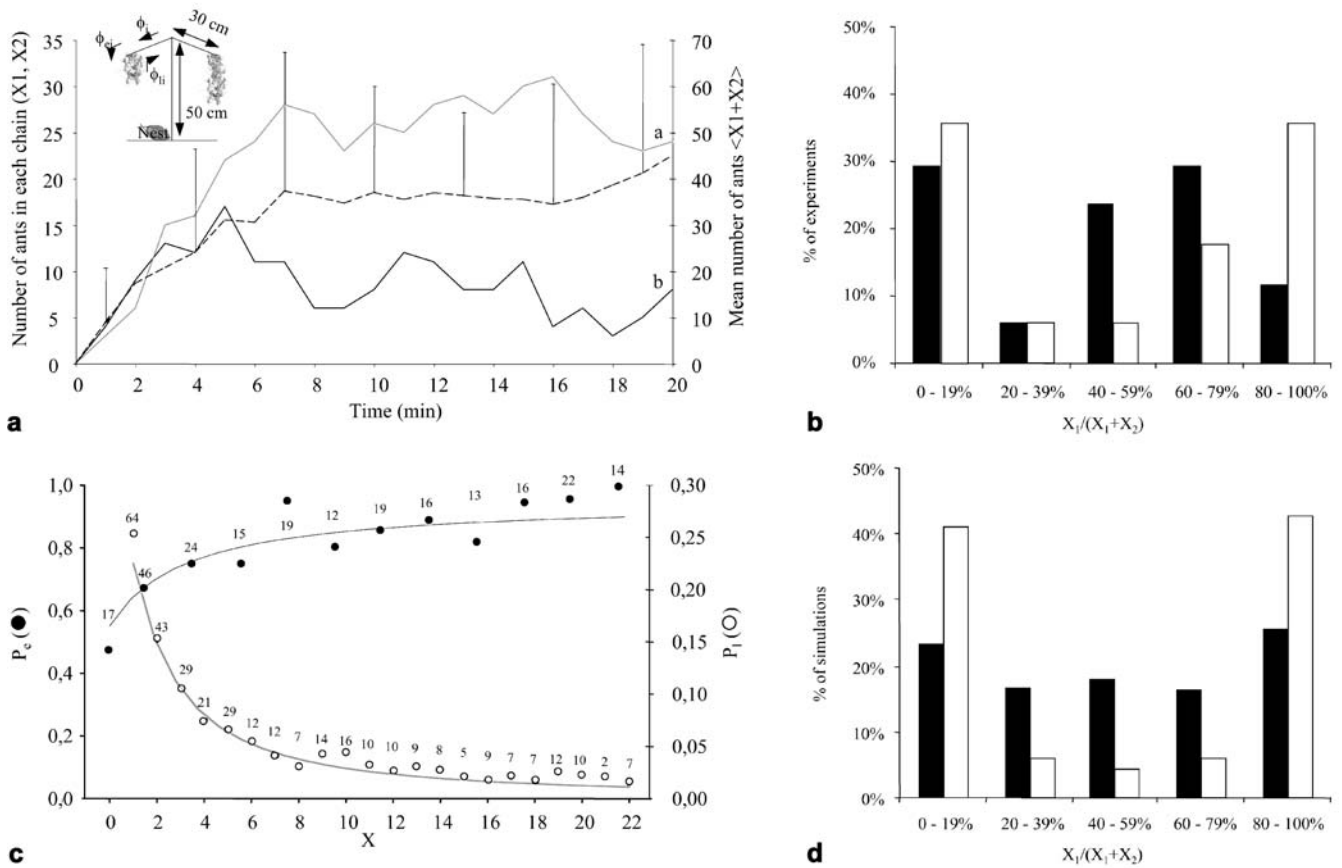 Number of ants in each chain (X1, X2)
35
30
25
20
15
10
5
0
ϕi
30 cm
ϕei
ϕli
50 cm
Nest
a
b
70
60
50
40
30
20
10
0
Mean number of ants <X1+X2>
0 2 4 6 8 10 12 14 16 18 20
Time (min)
a
% of experiments
50%
40%
30%
20%
10%
0%
0 - 19% 20 - 39% 40 - 59% 60 - 79% 80 - 100%
X1/(X1+X2)
b
Pe (●)
1,0
0,8
0,6
0,4
0,2
0,0
17 46 24 15 19 12 19 16 13 16 22 14
64 43 29 21 29 12 12 7 14 16 10 10 9 8 5 9 7 7 12 10 2 7
0,30
0,25
0,20
0,15
0,10
0,05
0,00
Pl (○)
0 2 4 6 8 10 12 14 16 18 20 22
X
c
% of simulations
50%
40%
30%
20%
10%
0%
0 - 19% 20 - 39% 40 - 59% 60 - 79% 80 - 100%
X1/(X1+X2)
d